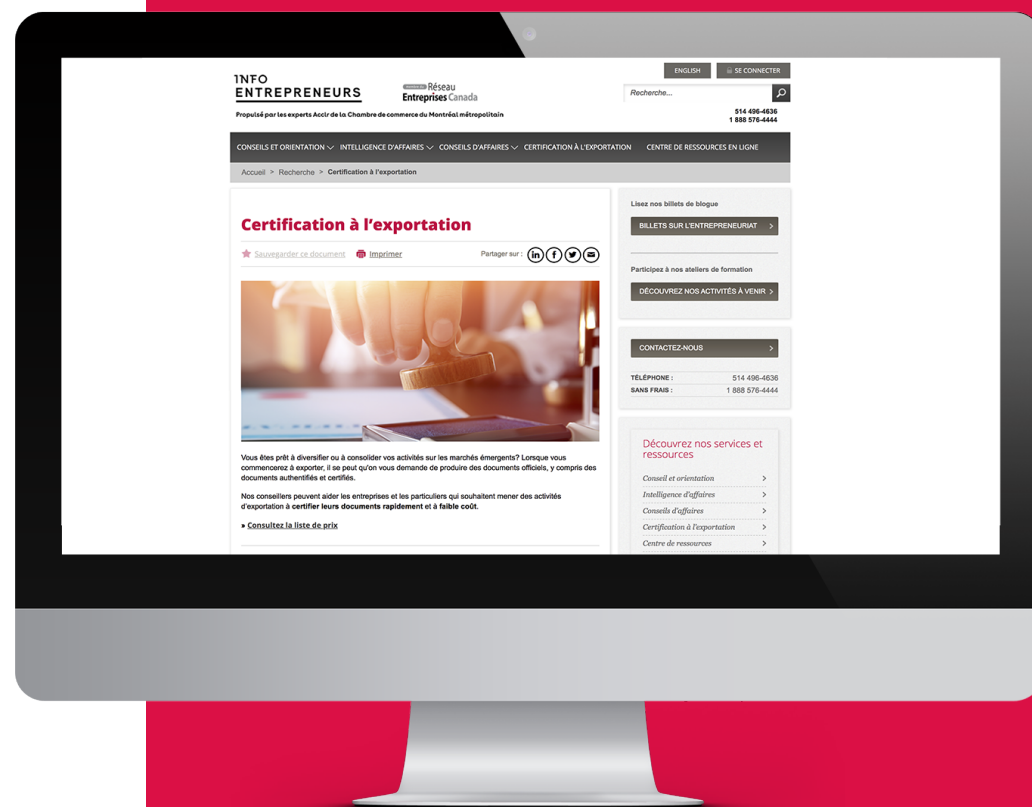 ENGLISH
SE CONNECTER
INFO
ENTREPRENEURS
Réseau
Entreprises Canada
Recherche...
Propulsé par les experts Acclr de la Chambre de commerce du Montréal métropolitain
514 496-4636
1 888 576-4444
CONSEILS ET ORIENTATION INTELLIGENCE D'AFFAIRES CONSEILS D'AFFAIRES CERTIFICATION À L'EXPORTATION CENTRE DE RESSOURCES EN LIGNE
Accueil > Recherche > Certification à l'exportation
Certification à l'exportation
Sauvegarder ce document Imprimer Partager sur :
Vous êtes prêt à diversifier ou à consolider vos activités sur les marchés émergents? Lorsque vous
commencerez à exporter, il se peut qu'on vous demande de produire des documents officiels, y compris des
documents authentifiés et certifiés.
Nos conseillers peuvent aider les entreprises et les particuliers qui souhaitent mener des activités
d'exportation à certifier leurs documents rapidement et à faible coût.
» Consultez la liste de prix
Lisez nos billets de blogue
BILLETS SUR L'ENTREPRENEURIAT >
Participez à nos ateliers de formation
DÉCOUVREZ NOS ACTIVITÉS À VENIR >
CONTACTEZ-NOUS >
TÉLÉPHONE : 514 496-4636
SANS FRAIS : 1 888 576-4444
Découvrez nos services et
ressources
Conseil et orientation >
Intelligence d'affaires >
Conseils d'affaires >
Certification à l'exportation >
Centre de ressources >